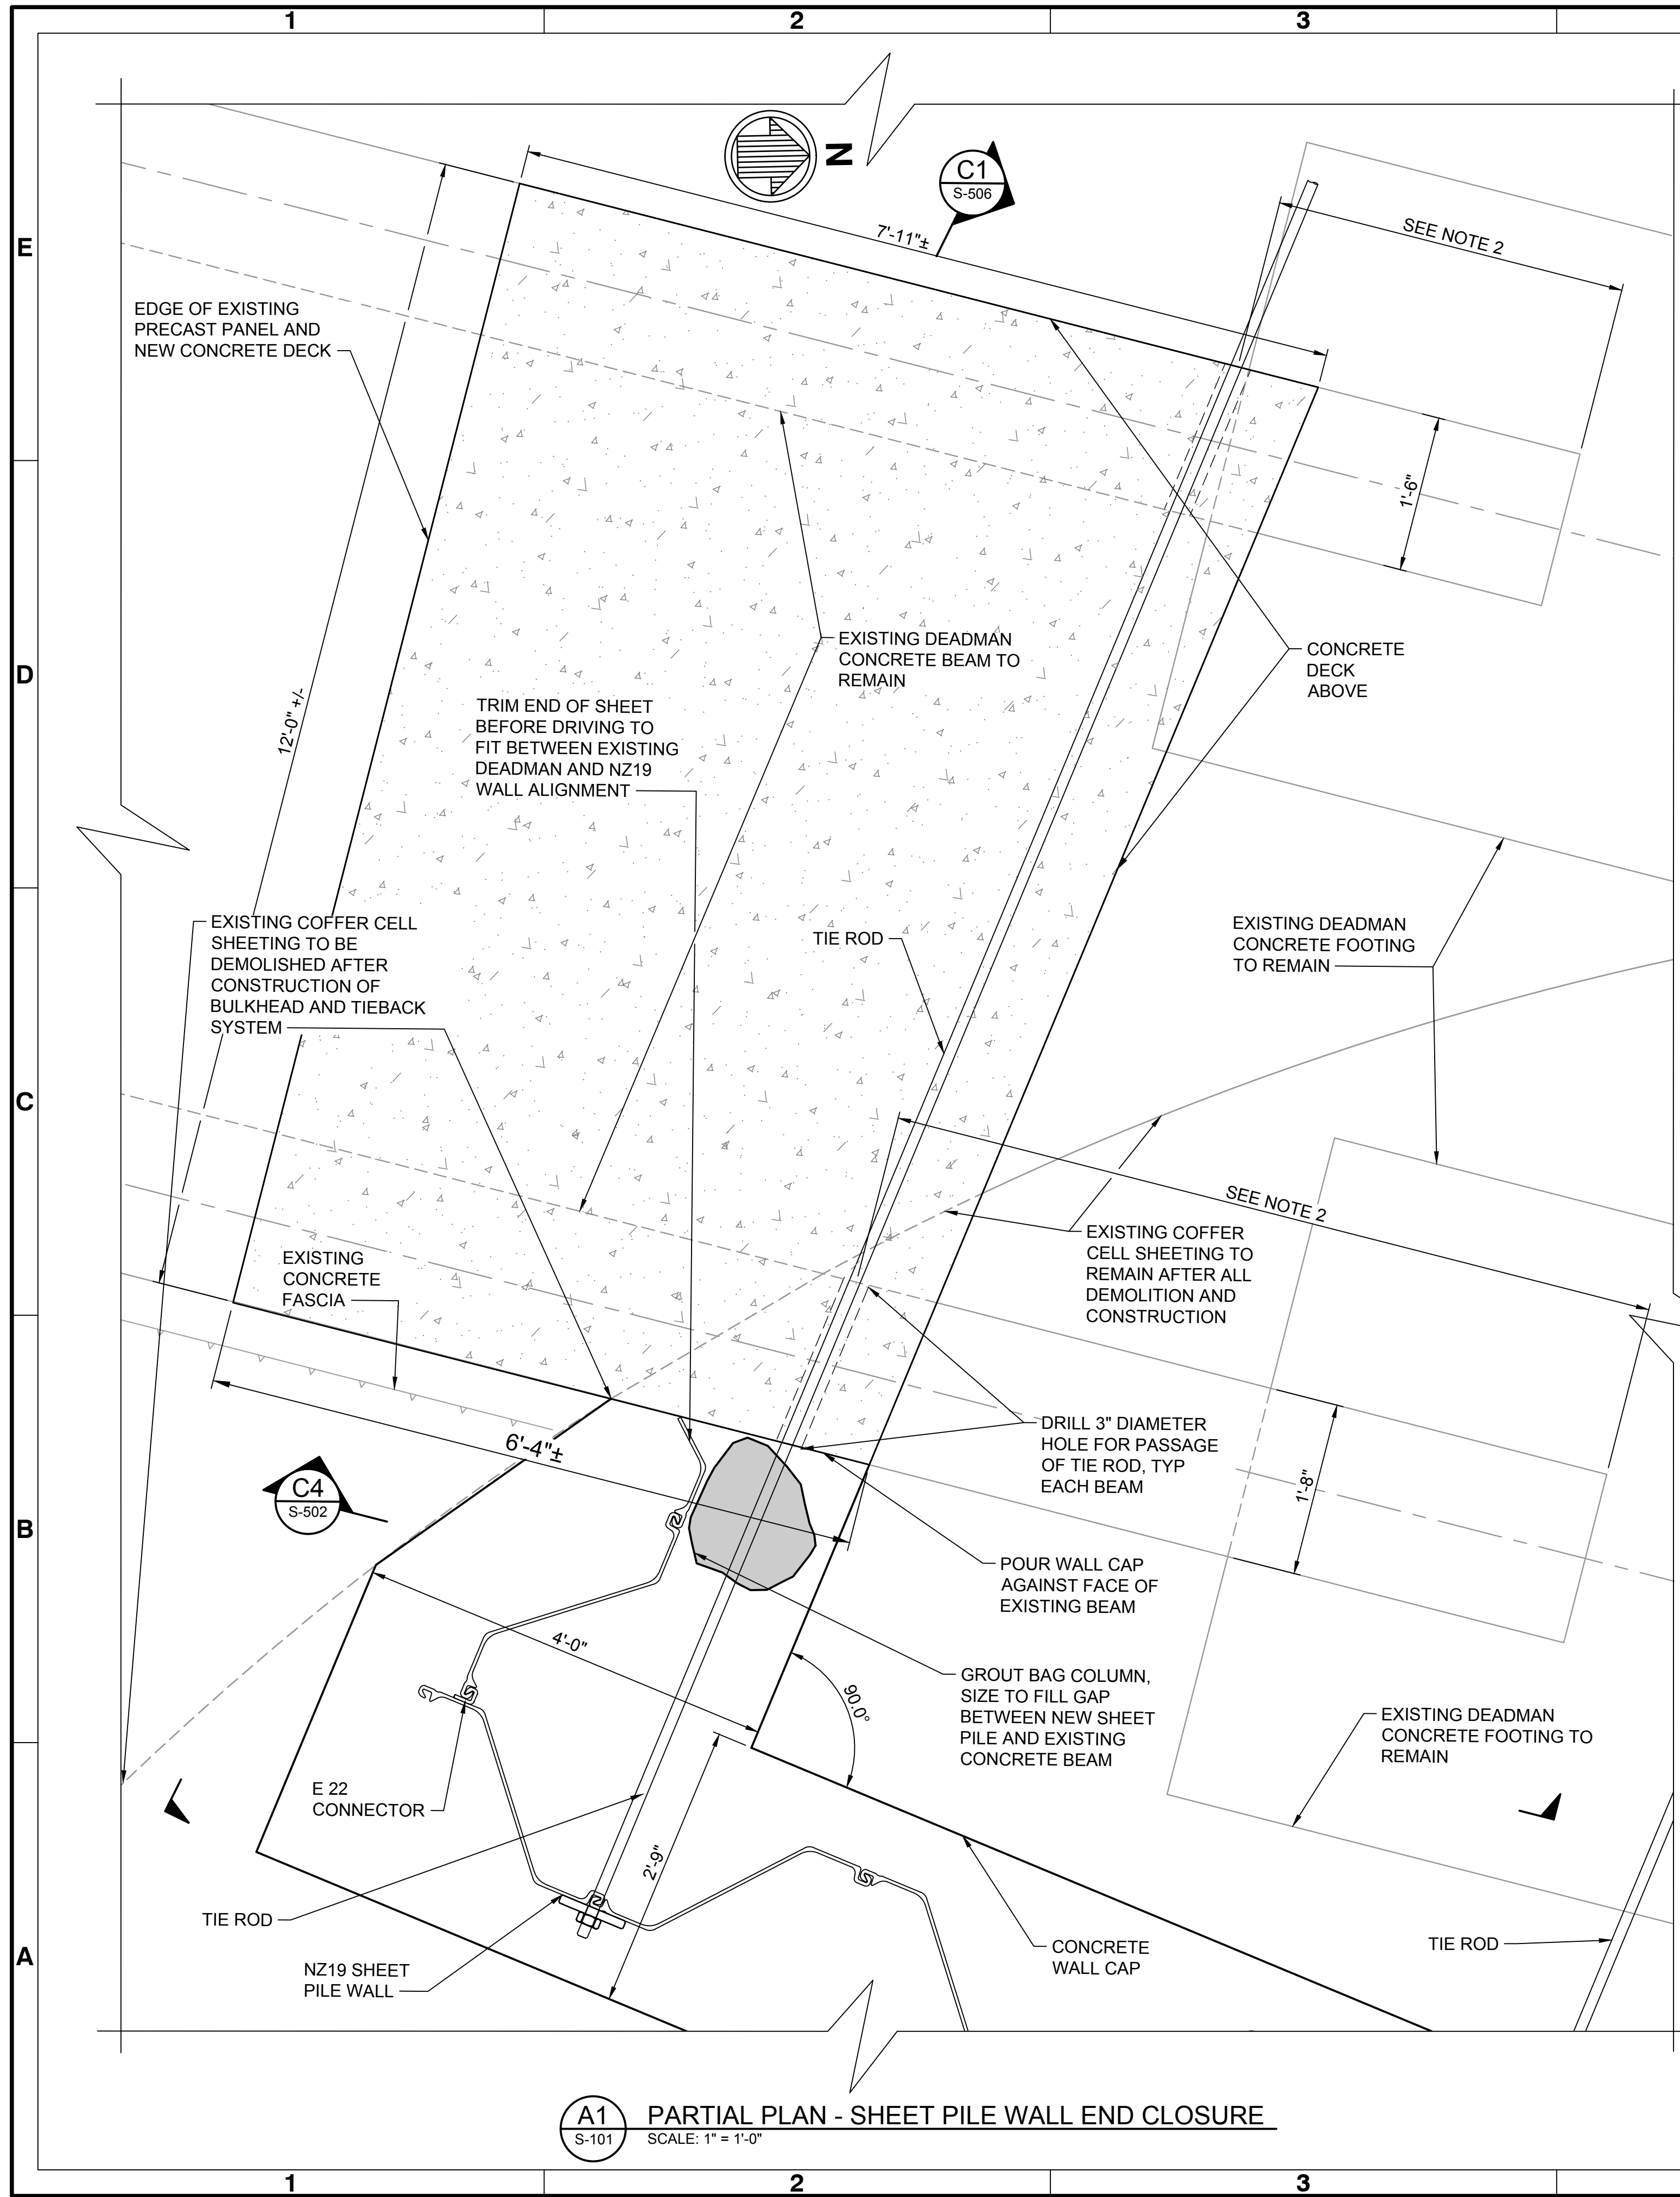 1
2
3
E
D
C
B
A
N
C1
S-506
7'-11"±
SEE NOTE 2
EDGE OF EXISTING
PRECAST PANEL AND
NEW CONCRETE DECK
1'-6"
EXISTING DEADMAN
CONCRETE BEAM TO
REMAIN
CONCRETE
DECK
ABOVE
12'-0" +/-
TRIM END OF SHEET
BEFORE DRIVING TO
FIT BETWEEN EXISTING
DEADMAN AND NZ19
WALL ALIGNMENT
EXISTING COFFER CELL
SHEETING TO BE
DEMOLISHED AFTER
CONSTRUCTION OF
BULKHEAD AND TIEBACK
SYSTEM
TIE ROD
EXISTING DEADMAN
CONCRETE FOOTING
TO REMAIN
SEE NOTE 2
EXISTING
CONCRETE
FASCIA
EXISTING COFFER
CELL SHEETING TO
REMAIN AFTER ALL
DEMOLITION AND
CONSTRUCTION
6'-4"±
C4
S-502
DRILL 3" DIAMETER
HOLE FOR PASSAGE
OF TIE ROD, TYP
EACH BEAM
1'-8"
POUR WALL CAP
AGAINST FACE OF
EXISTING BEAM
4'-0"
90.0°
GROUT BAG COLUMN,
SIZE TO FILL GAP
BETWEEN NEW SHEET
PILE AND EXISTING
CONCRETE BEAM
EXISTING DEADMAN
CONCRETE FOOTING TO
REMAIN
E 22
CONNECTOR
2'-9"
TIE ROD
NZ19 SHEET
PILE WALL
CONCRETE
WALL CAP
TIE ROD
A1
S-101
PARTIAL PLAN - SHEET PILE WALL END CLOSURE
SCALE: 1" = 1'-0"
1
2
3